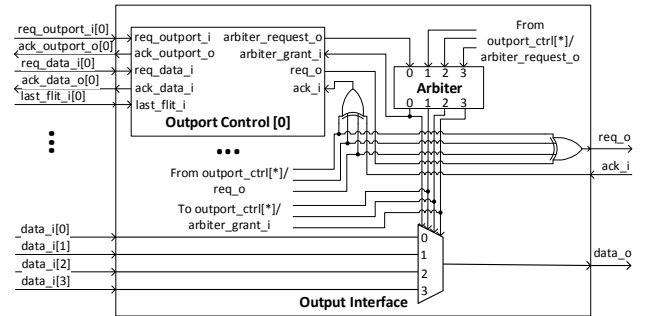 req_outport_i[0]
ack_outport_o[0]
req_data_i[0]
ack_data_o[0]
last_flit_i[0]
req_outport_i
ack_outport_o
req_data_i
ack_data_i
last_flit_i
arbiter_request_o
arbiter_grant_i
req_o
ack_i
Outport Control [0]
From
outport_ctrl[*]/
arbiter_request_o
0 1 2 3
Arbiter
0 1 2 3
req_o
ack_i
From outport_ctrl[*]/
req_o
To outport_ctrl[*]/
arbiter_grant_i
data_i[0]
data_i[1]
data_i[2]
data_i[3]
0
1
2
3
data_o
Output Interface